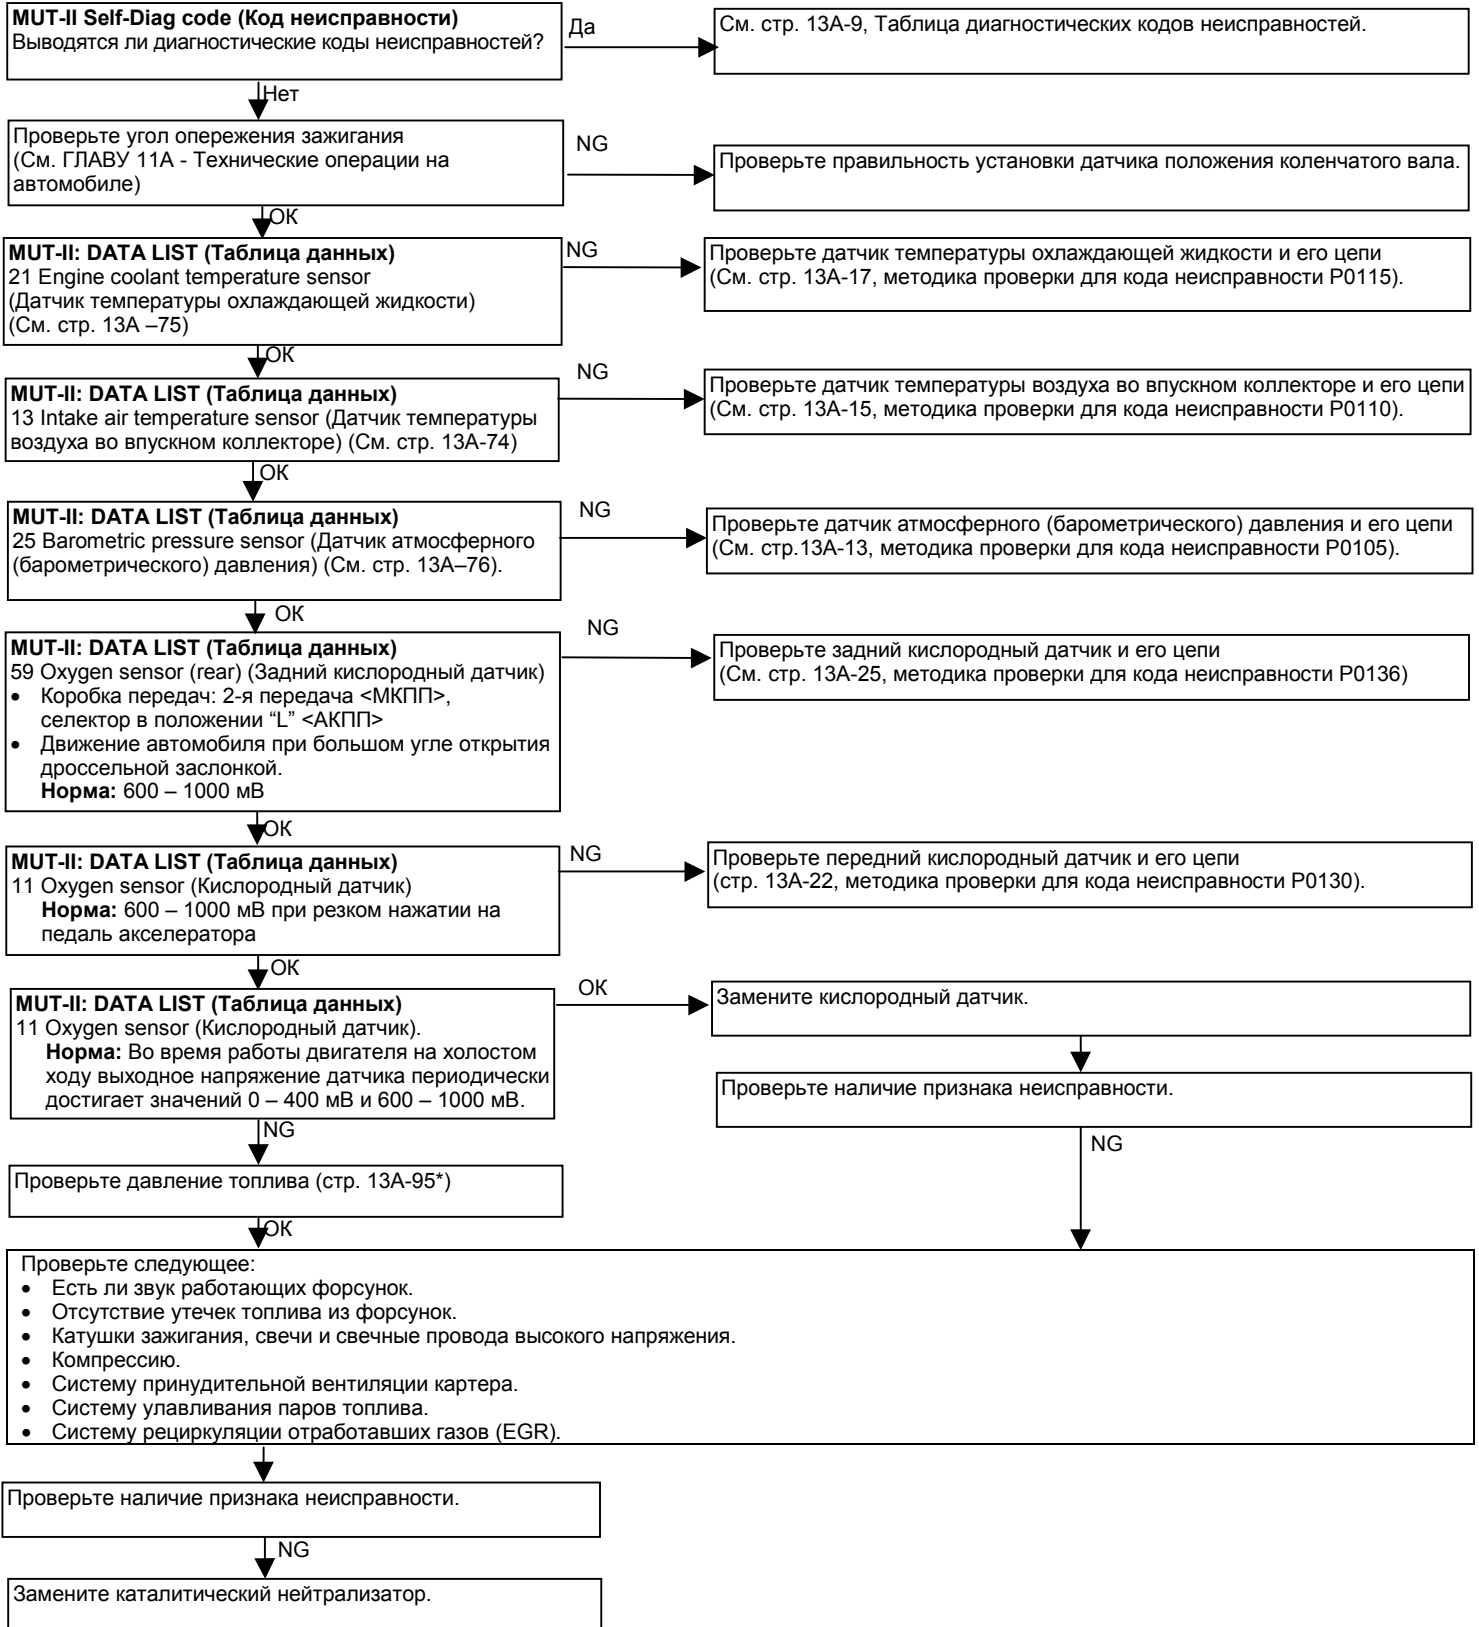 MUT-II Self-Diag code (Код неисправности)
Выводятся ли диагностические коды неисправностей?
Да
См. стр. 13А-9, Таблица диагностических кодов неисправностей.
Нет
Проверьте угол опережения зажигания
(См. ГЛАВУ 11А - Технические операции на
автомобиле)
NG
Проверьте правильность установки датчика положения коленчатого вала.
ОК
MUT-II: DATA LIST (Таблица данных)
21 Engine coolant temperature sensor
(Датчик температуры охлаждающей жидкости)
(См. стр. 13А –75)
NG
Проверьте датчик температуры охлаждающей жидкости и его цепи
(См. стр. 13А-17, методика проверки для кода неисправности Р0115).
ОК
MUT-II: DATA LIST (Таблица данных)
13 Intake air temperature sensor (Датчик температуры
воздуха во впускном коллекторе) (См. стр. 13А-74)
NG
Проверьте датчик температуры воздуха во впускном коллекторе и его цепи
(См. стр. 13А-15, методика проверки для кода неисправности Р0110).
ОК
MUT-II: DATA LIST (Таблица данных)
25 Barometric pressure sensor (Датчик атмосферного
(барометрического) давления) (См. стр. 13А–76).
NG
Проверьте датчик атмосферного (барометрического) давления и его цепи
(См. стр.13А-13, методика проверки для кода неисправности Р0105).
ОК
MUT-II: DATA LIST (Таблица данных)
59 Oxygen sensor (rear) (Задний кислородный датчик)
• Коробка передач: 2-я передача <МКПП>,
селектор в положении “L” <АКПП>
• Движение автомобиля при большом угле открытия
дроссельной заслонкой.
Норма: 600 – 1000 мВ
NG
Проверьте задний кислородный датчик и его цепи
(См. стр. 13А-25, методика проверки для кода неисправности Р0136)
ОК
MUT-II: DATA LIST (Таблица данных)
11 Oxygen sensor (Кислородный датчик)
Норма: 600 – 1000 мВ при резком нажатии на
педаль акселератора
NG
Проверьте передний кислородный датчик и его цепи
(стр. 13А-22, методика проверки для кода неисправности Р0130).
ОК
MUT-II: DATA LIST (Таблица данных)
11 Oxygen sensor (Кислородный датчик).
Норма: Во время работы двигателя на холостом
ходу выходное напряжение датчика периодически
достигает значений 0 – 400 мВ и 600 – 1000 мВ.
ОК
Замените кислородный датчик.
Проверьте наличие признака неисправности.
NG
NG
Проверьте давление топлива (стр. 13А-95*)
ОК
Проверьте следующее:
• Есть ли звук работающих форсунок.
• Отсутствие утечек топлива из форсунок.
• Катушки зажигания, свечи и свечные провода высокого напряжения.
• Компрессию.
• Систему принудительной вентиляции картера.
• Систему улавливания паров топлива.
• Систему рециркуляции отработавших газов (EGR).
Проверьте наличие признака неисправности.
NG
Замените каталитический нейтрализатор.